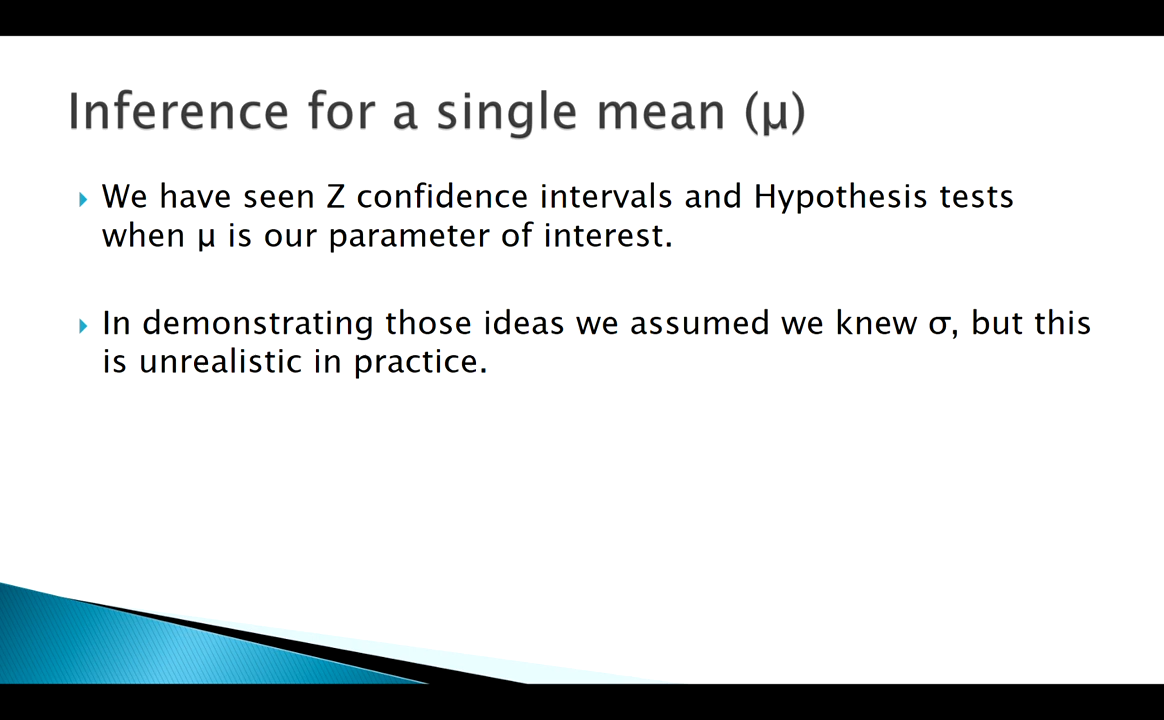 Inference for a single mean (μ)
We have seen Z confidence intervals and Hypothesis tests
when μ is our parameter of interest.
In demonstrating those ideas we assumed we knew σ, but this
is unrealistic in practice.